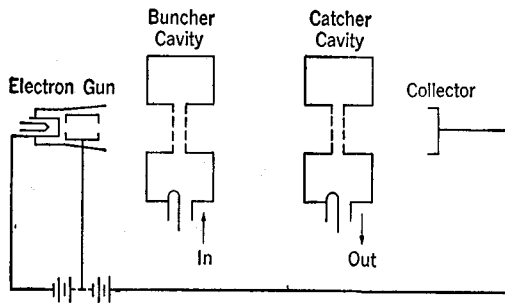 Buncher
Cavity
Catcher
Cavity
Electron Gun
Collector
In
Out